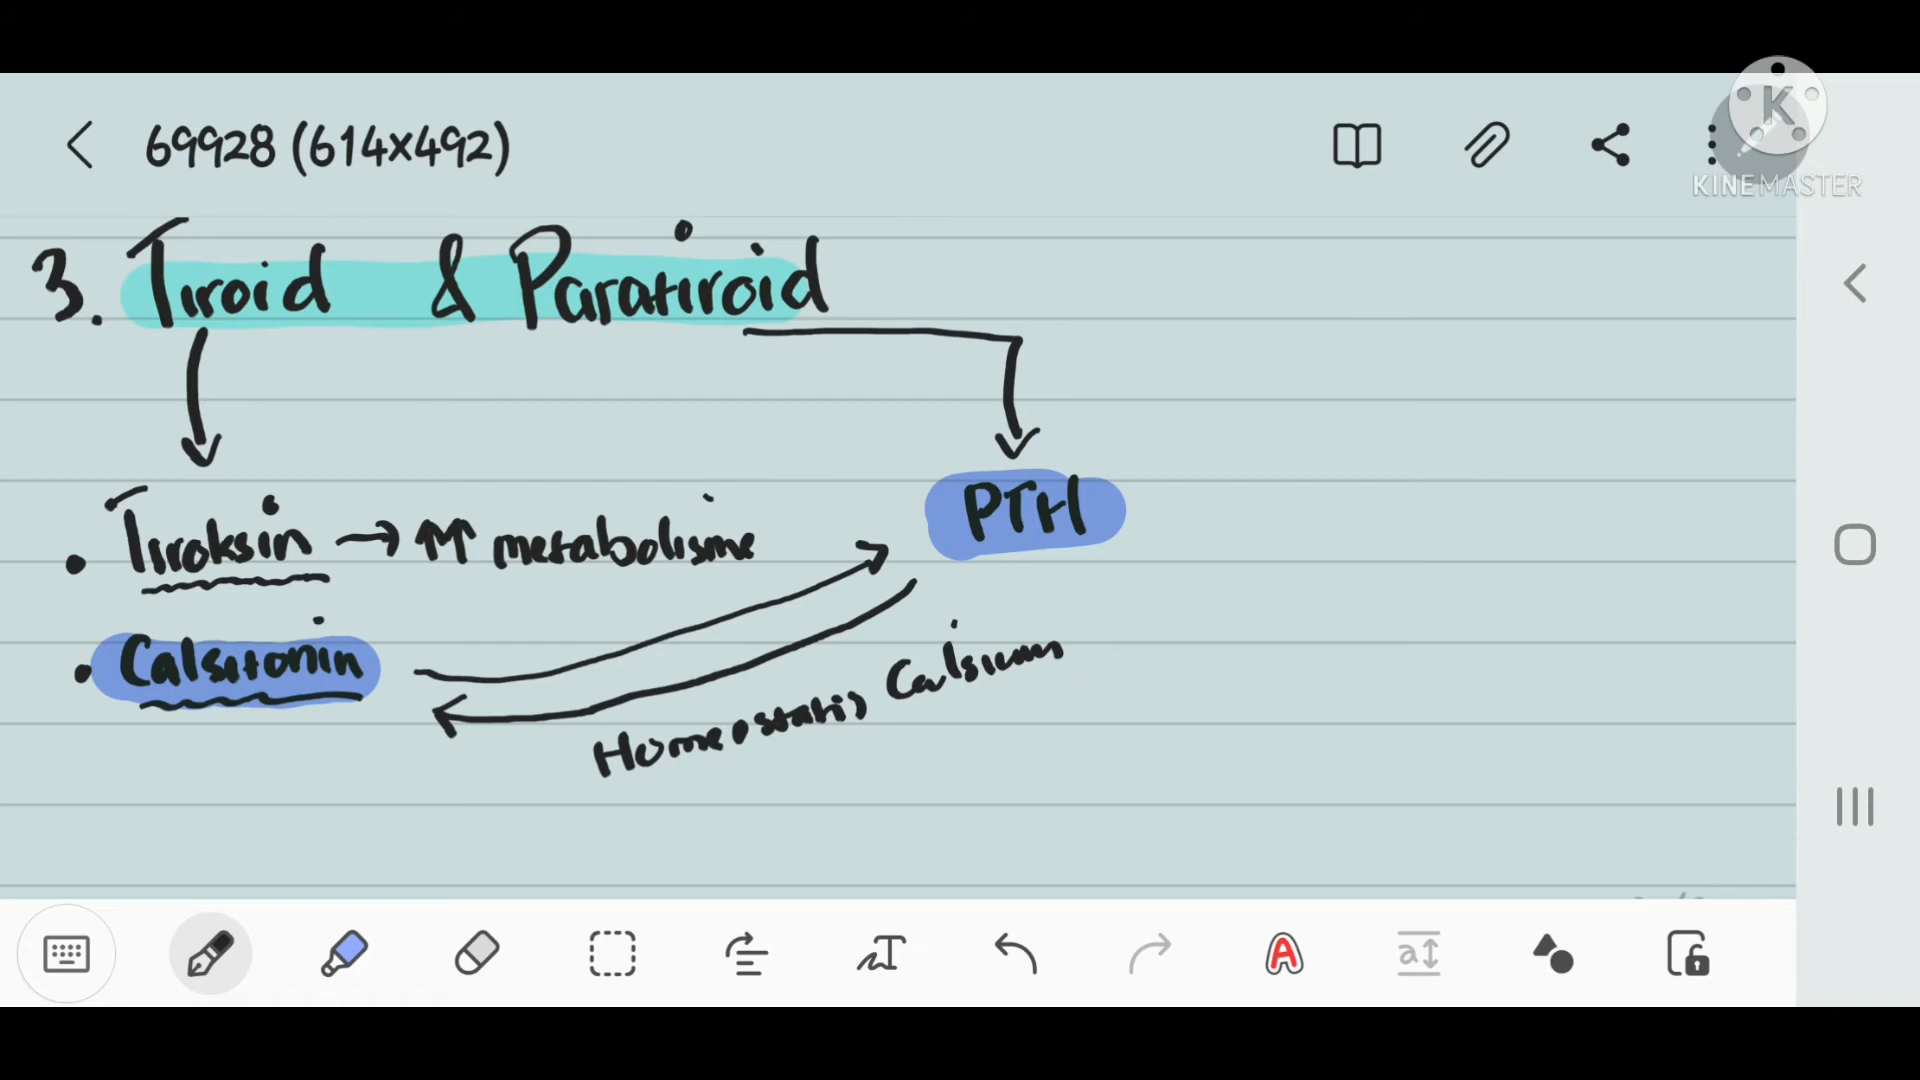 69928 (614x492)
KINEMASTER
3. Tiroid & Paratiroid
• Tiroksin → ↑↑ metabolisme
PTH
• Calsitonin
Homeostatis Calsium